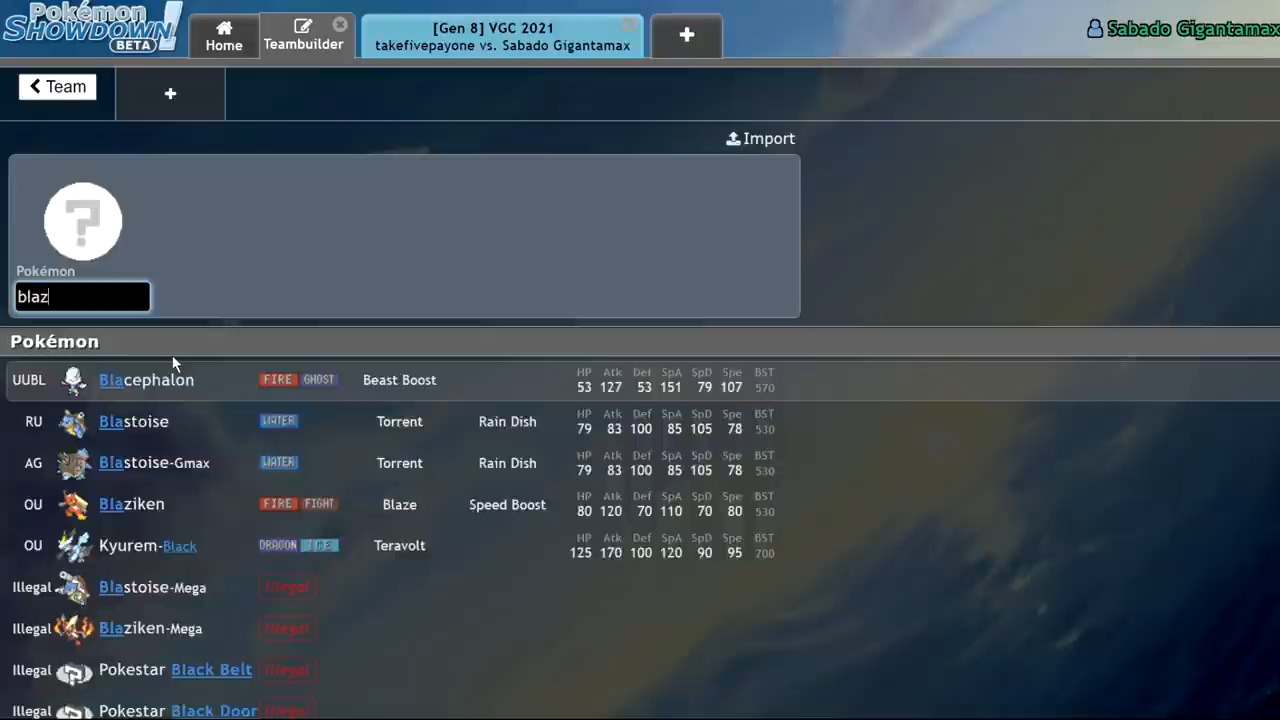 Pokémon
SHOWDOWN!
BETA
Home
Teambuilder
[Gen 8] VGC 2021
takefivepayone vs. Sabado Gigantamax
+
Sabado Gigantamax
Team
+
Import
?
Pokémon
blaz
Pokémon
UUBL Blacephalon FIRE GHOST Beast Boost HP 53 Atk 127 Def 53 SpA 151 SpD 79 Spe 107 BST 570
RU Blastoise WATER Torrent Rain Dish HP 79 Atk 83 Def 100 SpA 85 SpD 105 Spe 78 BST 530
AG Blastoise-Gmax WATER Torrent Rain Dish HP 79 Atk 83 Def 100 SpA 85 SpD 105 Spe 78 BST 530
OU Blaziken FIRE FIGHT Blaze Speed Boost HP 80 Atk 120 Def 70 SpA 110 SpD 70 Spe 80 BST 530
OU Kyurem-Black DRAGON ICE Teravolt HP 125 Atk 170 Def 100 SpA 120 SpD 90 Spe 95 BST 700
Illegal Blastoise-Mega Illegal
Illegal Blaziken-Mega Illegal
Illegal Pokestar Black Belt Illegal
Illegal Pokestar Black Door Illegal